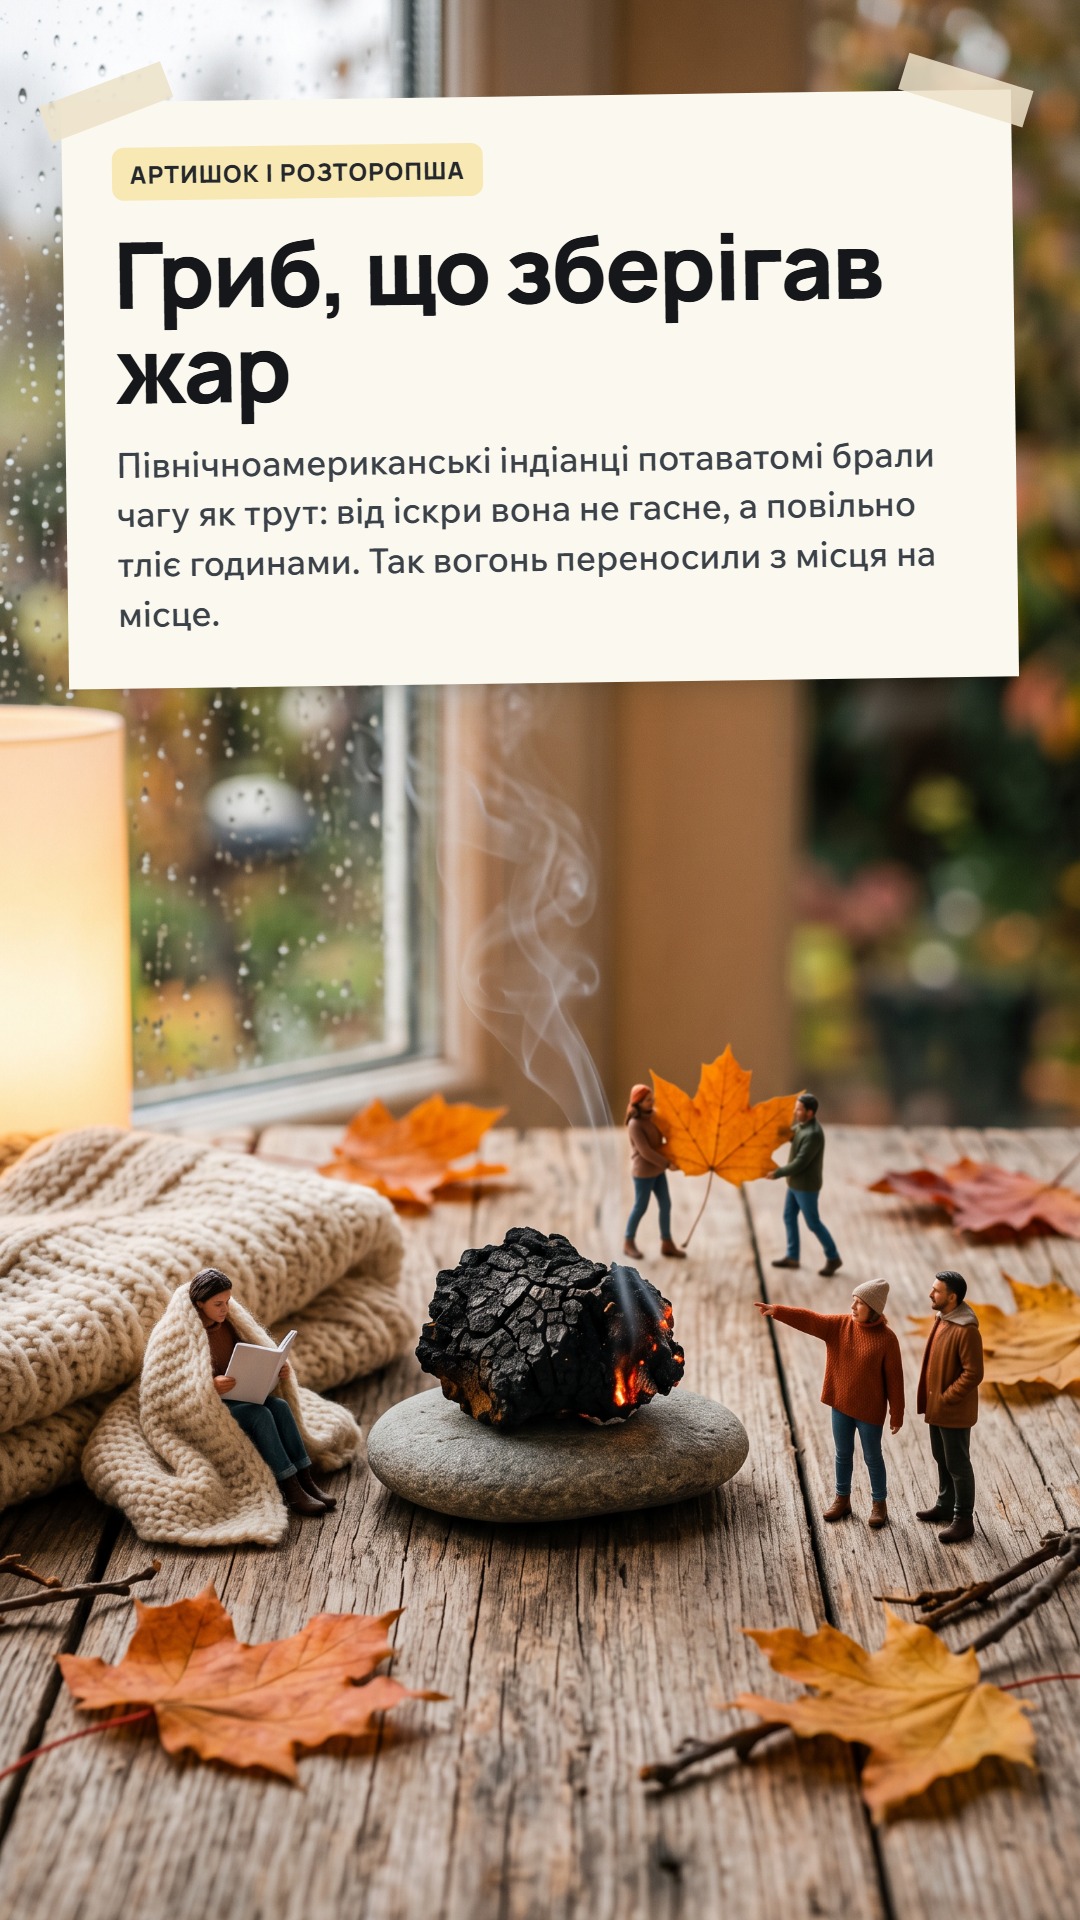 АРТИШОК І РОЗТОРОПША
Гриб, що зберігав
жар
Північноамериканські індіанці потаватомі брали
чагу як трут: від іскри вона не гасне, а повільно
тліє годинами. Так вогонь переносили з місця на
місце.